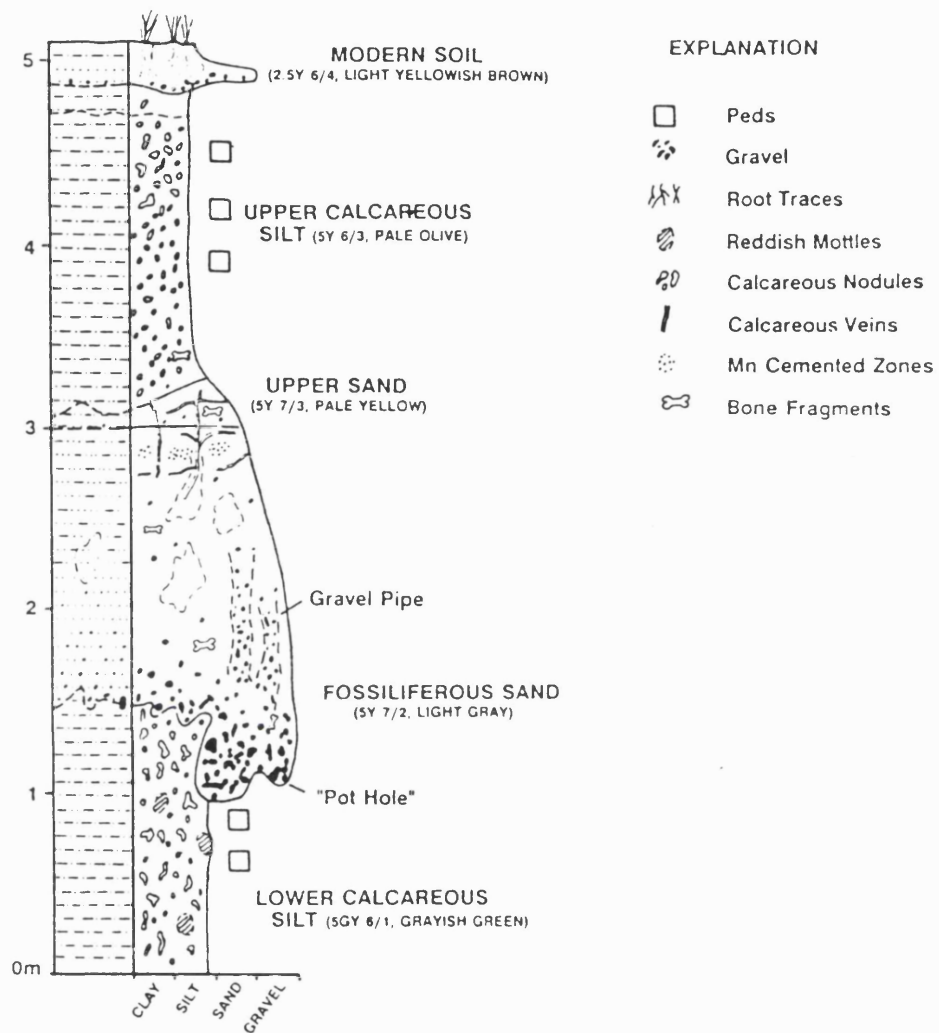 5
4
3
2
1
0m
MODERN SOIL
(2.5Y 6/4, LIGHT YELLOWISH BROWN)
UPPER CALCAREOUS
SILT (5Y 6/3, PALE OLIVE)
UPPER SAND
(5Y 7/3, PALE YELLOW)
Gravel Pipe
FOSSILIFEROUS SAND
(5Y 7/2, LIGHT GRAY)
"Pot Hole"
LOWER CALCAREOUS
SILT (5GY 6/1, GRAYISH GREEN)
CLAY
SILT
SAND
GRAVEL
EXPLANATION
Peds
Gravel
Root Traces
Reddish Mottles
Calcareous Nodules
Calcareous Veins
Mn Cemented Zones
Bone Fragments